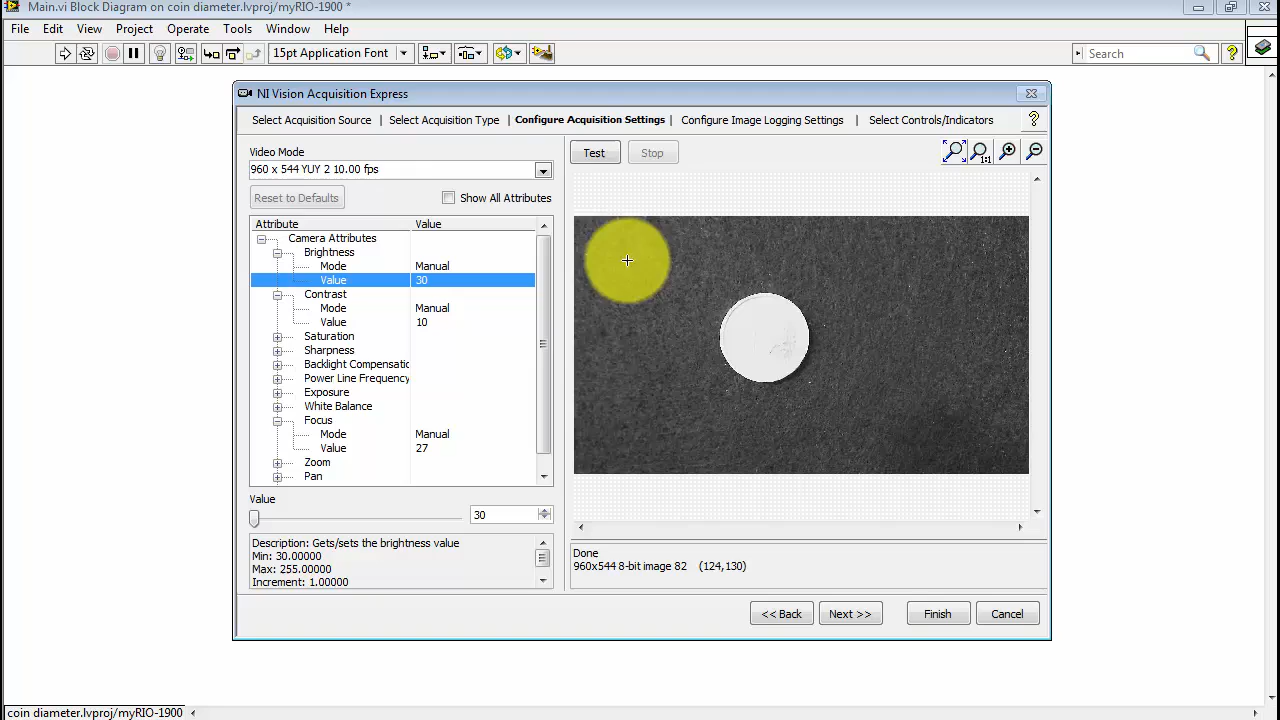 Main.vi Block Diagram on coin diameter.lvproj/myRIO-1900 *
File Edit View Project Operate Tools Window Help
15pt Application Font
Search
?
NI Vision Acquisition Express
Select Acquisition Source | Select Acquisition Type | Configure Acquisition Settings | Configure Image Logging Settings | Select Controls/Indicators
?
Video Mode
960 x 544 YUY 2 10.00 fps
Reset to Defaults
Show All Attributes
Attribute Value
Camera Attributes
Brightness
Mode Manual
Value 30
Contrast
Mode Manual
Value 10
Saturation
Sharpness
Backlight Compensatic
Power Line Frequency
Exposure
White Balance
Focus
Mode Manual
Value 27
Zoom
Pan
Value
30
Description: Gets/sets the brightness value
Min: 30.00000
Max: 255.00000
Increment: 1.00000
Test Stop
1:1
Done
960x544 8-bit image 82 (124,130)
<< Back Next >> Finish Cancel
coin diameter.lvproj/myRIO-1900